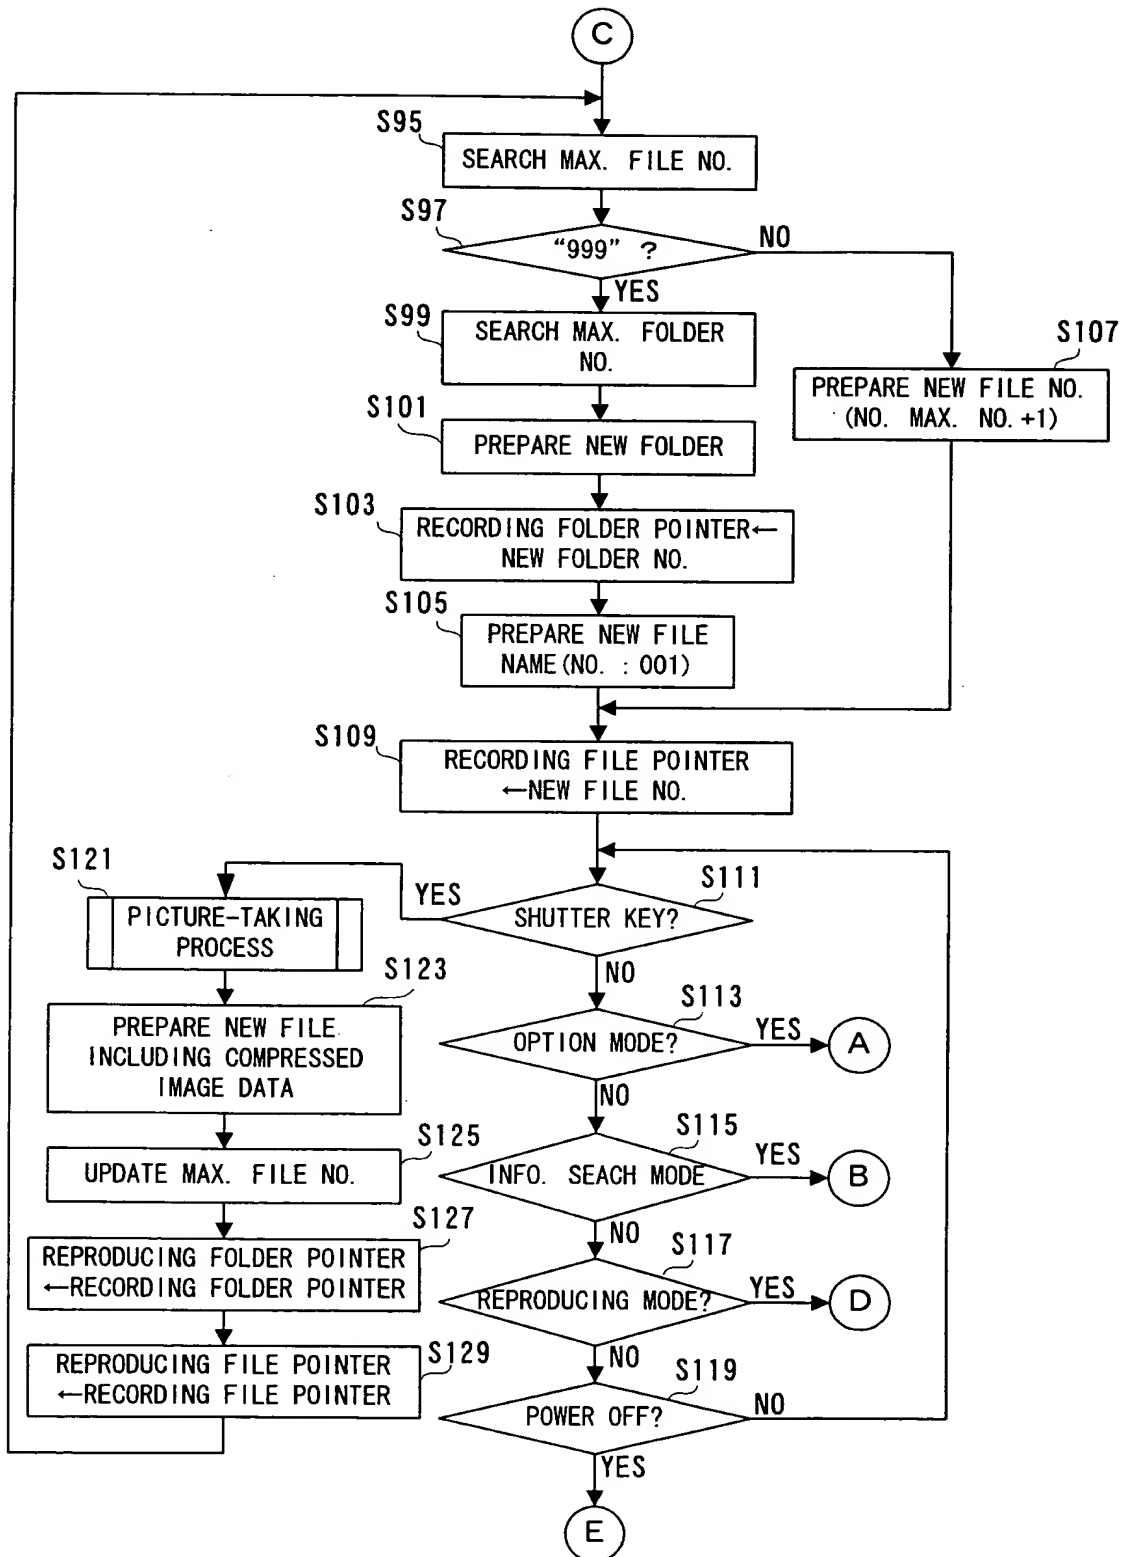 C
S95
SEARCH MAX. FILE NO.
S97
"999" ?
NO
YES
S99
SEARCH MAX. FOLDER
NO.
S107
PREPARE NEW FILE NO.
(NO. MAX. NO.+1)
S101
PREPARE NEW FOLDER
S103
RECORDING FOLDER POINTER←
NEW FOLDER NO.
S105
PREPARE NEW FILE
NAME(NO. : 001)
S109
RECORDING FILE POINTER
←NEW FILE NO.
S121
PICTURE-TAKING
PROCESS
YES
S111
SHUTTER KEY?
NO
S123
PREPARE NEW FILE
INCLUDING COMPRESSED
IMAGE DATA
S113
OPTION MODE?
YES
A
NO
S125
UPDATE MAX. FILE NO.
S115
INFO. SEACH MODE
YES
B
NO
S127
REPRODUCING FOLDER POINTER
←RECORDING FOLDER POINTER
S117
REPRODUCING MODE?
YES
D
NO
S129
REPRODUCING FILE POINTER
←RECORDING FILE POINTER
S119
POWER OFF?
NO
YES
E